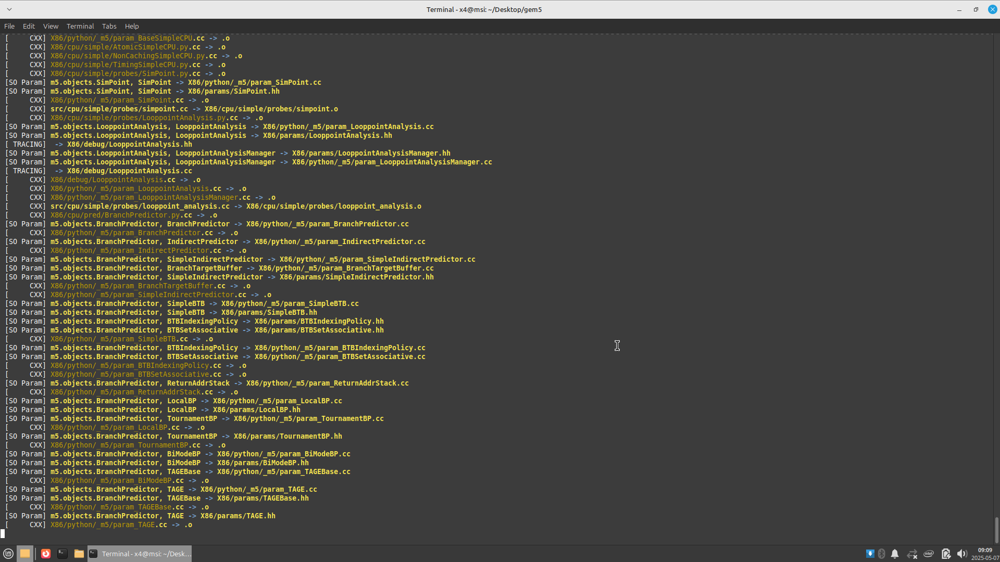 Terminal - x4@msi: ~/Desktop/gem5
File Edit View Terminal Tabs Help
[     CXX] X86/python/_m5/param_BaseSimpleCPU.cc -> .o
[     CXX] X86/cpu/simple/AtomicSimpleCPU.py.cc -> .o
[     CXX] X86/cpu/simple/NonCachingSimpleCPU.py.cc -> .o
[     CXX] X86/cpu/simple/TimingSimpleCPU.py.cc -> .o
[     CXX] X86/cpu/simple/probes/SimPoint.py.cc -> .o
[SO Param] m5.objects.SimPoint, SimPoint -> X86/python/_m5/param_SimPoint.cc
[SO Param] m5.objects.SimPoint, SimPoint -> X86/params/SimPoint.hh
[     CXX] X86/python/_m5/param_SimPoint.cc -> .o
[     CXX] src/cpu/simple/probes/simpoint.cc -> X86/cpu/simple/probes/simpoint.o
[     CXX] X86/cpu/simple/probes/LooppointAnalysis.py.cc -> .o
[SO Param] m5.objects.LooppointAnalysis, LooppointAnalysis -> X86/python/_m5/param_LooppointAnalysis.cc
[SO Param] m5.objects.LooppointAnalysis, LooppointAnalysis -> X86/params/LooppointAnalysis.hh
[ TRACING]  -> X86/debug/LooppointAnalysis.hh
[SO Param] m5.objects.LooppointAnalysis, LooppointAnalysisManager -> X86/params/LooppointAnalysisManager.hh
[SO Param] m5.objects.LooppointAnalysis, LooppointAnalysisManager -> X86/python/_m5/param_LooppointAnalysisManager.cc
[ TRACING]  -> X86/debug/LooppointAnalysis.cc
[     CXX] X86/debug/LooppointAnalysis.cc -> .o
[     CXX] X86/python/_m5/param_LooppointAnalysis.cc -> .o
[     CXX] X86/python/_m5/param_LooppointAnalysisManager.cc -> .o
[     CXX] src/cpu/simple/probes/looppoint_analysis.cc -> X86/cpu/simple/probes/looppoint_analysis.o
[     CXX] X86/cpu/pred/BranchPredictor.py.cc -> .o
[SO Param] m5.objects.BranchPredictor, BranchPredictor -> X86/python/_m5/param_BranchPredictor.cc
[     CXX] X86/python/_m5/param_BranchPredictor.cc -> .o
[SO Param] m5.objects.BranchPredictor, IndirectPredictor -> X86/python/_m5/param_IndirectPredictor.cc
[     CXX] X86/python/_m5/param_IndirectPredictor.cc -> .o
[SO Param] m5.objects.BranchPredictor, SimpleIndirectPredictor -> X86/python/_m5/param_SimpleIndirectPredictor.cc
[SO Param] m5.objects.BranchPredictor, BranchTargetBuffer -> X86/python/_m5/param_BranchTargetBuffer.cc
[SO Param] m5.objects.BranchPredictor, SimpleIndirectPredictor -> X86/params/SimpleIndirectPredictor.hh
[     CXX] X86/python/_m5/param_BranchTargetBuffer.cc -> .o
[     CXX] X86/python/_m5/param_SimpleIndirectPredictor.cc -> .o
[SO Param] m5.objects.BranchPredictor, SimpleBTB -> X86/python/_m5/param_SimpleBTB.cc
[SO Param] m5.objects.BranchPredictor, SimpleBTB -> X86/params/SimpleBTB.hh
[SO Param] m5.objects.BranchPredictor, BTBIndexingPolicy -> X86/params/BTBIndexingPolicy.hh
[SO Param] m5.objects.BranchPredictor, BTBSetAssociative -> X86/params/BTBSetAssociative.hh
[     CXX] X86/python/_m5/param_SimpleBTB.cc -> .o
[SO Param] m5.objects.BranchPredictor, BTBIndexingPolicy -> X86/python/_m5/param_BTBIndexingPolicy.cc
[SO Param] m5.objects.BranchPredictor, BTBSetAssociative -> X86/python/_m5/param_BTBSetAssociative.cc
[     CXX] X86/python/_m5/param_BTBIndexingPolicy.cc -> .o
[     CXX] X86/python/_m5/param_BTBSetAssociative.cc -> .o
[SO Param] m5.objects.BranchPredictor, ReturnAddrStack -> X86/python/_m5/param_ReturnAddrStack.cc
[     CXX] X86/python/_m5/param_ReturnAddrStack.cc -> .o
[SO Param] m5.objects.BranchPredictor, LocalBP -> X86/python/_m5/param_LocalBP.cc
[SO Param] m5.objects.BranchPredictor, LocalBP -> X86/params/LocalBP.hh
[SO Param] m5.objects.BranchPredictor, TournamentBP -> X86/python/_m5/param_TournamentBP.cc
[     CXX] X86/python/_m5/param_LocalBP.cc -> .o
[SO Param] m5.objects.BranchPredictor, TournamentBP -> X86/params/TournamentBP.hh
[     CXX] X86/python/_m5/param_TournamentBP.cc -> .o
[SO Param] m5.objects.BranchPredictor, BiModeBP -> X86/python/_m5/param_BiModeBP.cc
[SO Param] m5.objects.BranchPredictor, BiModeBP -> X86/params/BiModeBP.hh
[SO Param] m5.objects.BranchPredictor, TAGEBase -> X86/python/_m5/param_TAGEBase.cc
[     CXX] X86/python/_m5/param_BiModeBP.cc -> .o
[SO Param] m5.objects.BranchPredictor, TAGE -> X86/python/_m5/param_TAGE.cc
[SO Param] m5.objects.BranchPredictor, TAGEBase -> X86/params/TAGEBase.hh
[     CXX] X86/python/_m5/param_TAGEBase.cc -> .o
[SO Param] m5.objects.BranchPredictor, TAGE -> X86/params/TAGE.hh
[     CXX] X86/python/_m5/param_TAGE.cc -> .o
Terminal - x4@msi: ~/Desk...
intel
09:09
2025-05-07